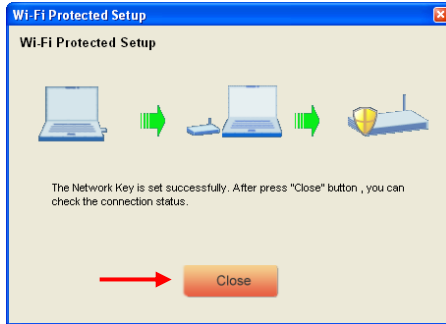 Wi-Fi Protected Setup
Wi-Fi Protected Setup
The Network Key is set successfully. After press "Close" button , you can
check the connection status.
Close